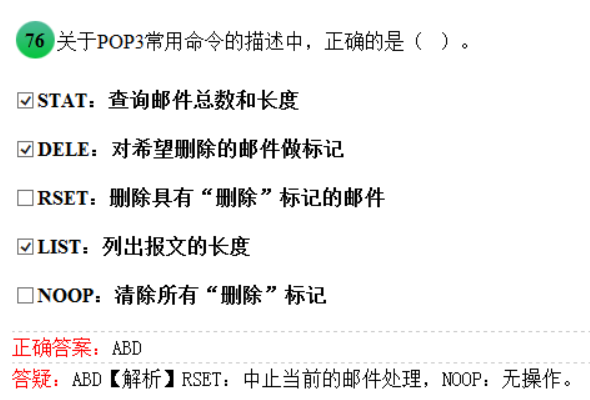 76 关于POP3常用命令的描述中，正确的是（ ）。
STAT：查询邮件总数和长度
DELE：对希望删除的邮件做标记
RSET：删除具有“删除”标记的邮件
LIST：列出报文的长度
NOOP：清除所有“删除”标记
正确答案：ABD
答疑：ABD【解析】RSET：中止当前的邮件处理，NOOP：无操作。